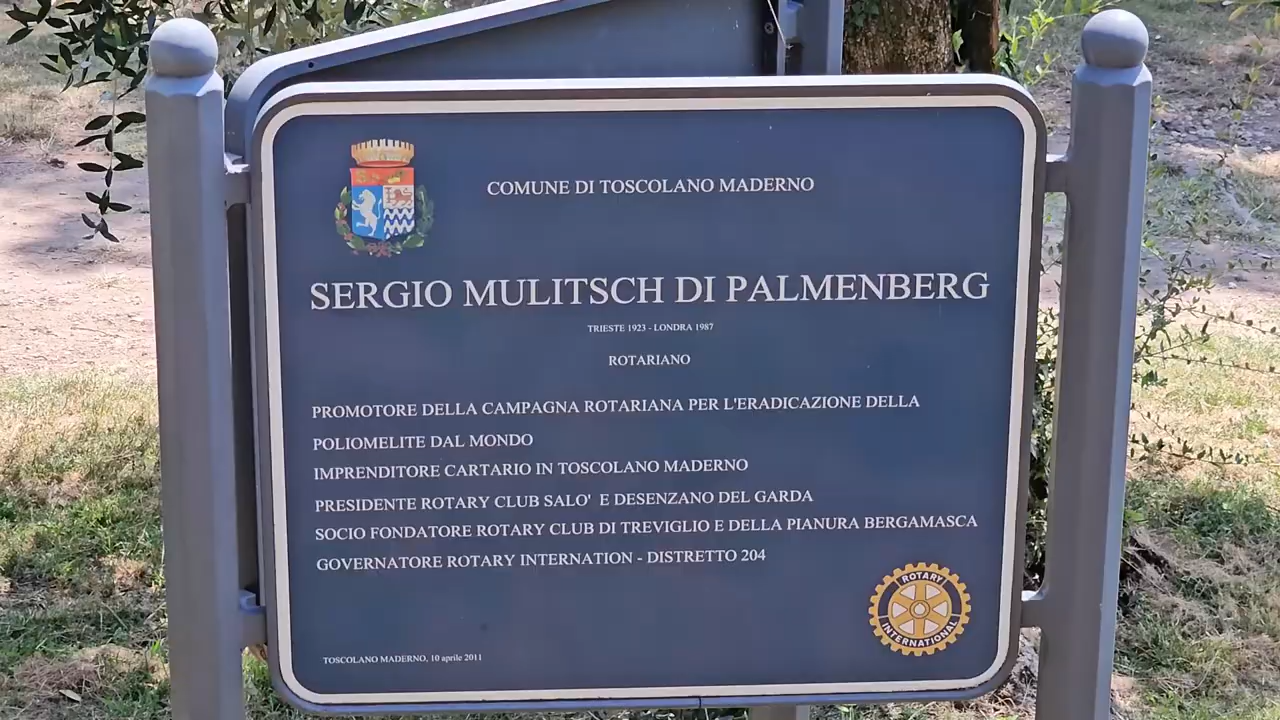 COMUNE DI TOSCOLANO MADERNO
SERGIO MULITSCH DI PALMENBERG
TRIESTE 1923 - LONDRA 1987
ROTARIANO
PROMOTORE DELLA CAMPAGNA ROTARIANA PER L'ERADICAZIONE DELLA
POLIOMELITE DAL MONDO
IMPRENDITORE CARTARIO IN TOSCOLANO MADERNO
PRESIDENTE ROTARY CLUB SALO' E DESENZANO DEL GARDA
SOCIO FONDATORE ROTARY CLUB DI TREVIGLIO E DELLA PIANURA BERGAMASCA
GOVERNATORE ROTARY INTERNATION - DISTRETTO 204
ROTARY
INTERNATIONAL
TOSCOLANO MADERNO, 10 aprile 2011